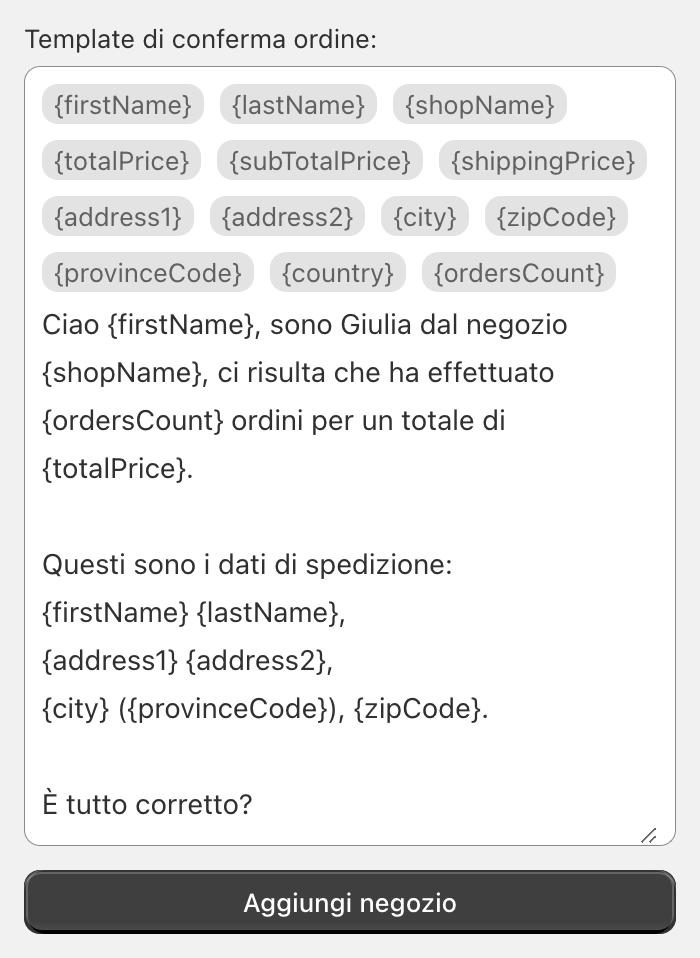 Template di conferma ordine:
{firstName} {lastName} {shopName}
{totalPrice} {subTotalPrice} {shippingPrice}
{address1} {address2} {city} {zipCode}
{provinceCode} {country} {ordersCount}
Ciao {firstName}, sono Giulia dal negozio
{shopName}, ci risulta che ha effettuato
{ordersCount} ordini per un totale di
{totalPrice}.
Questi sono i dati di spedizione:
{firstName} {lastName},
{address1} {address2},
{city} ({provinceCode}), {zipCode}.
È tutto corretto?
Aggiungi negozio